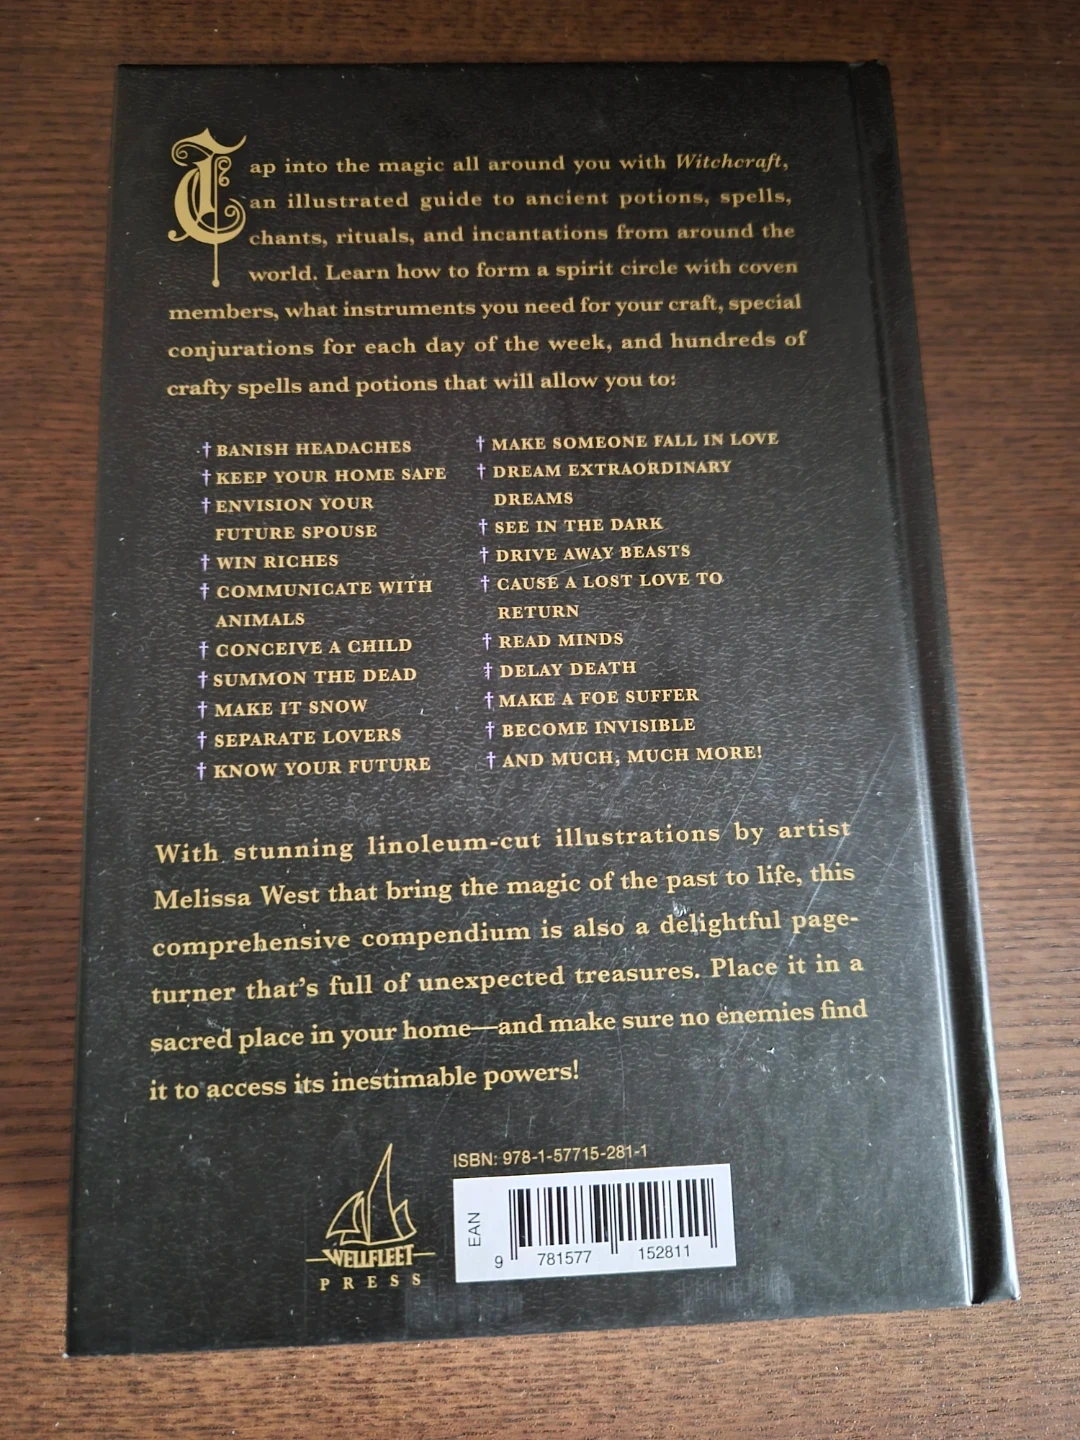 Tap into the magic all around you with Witchcraft,
an illustrated guide to ancient potions, spells,
chants, rituals, and incantations from around the
world. Learn how to form a spirit circle with coven
members, what instruments you need for your craft, special
conjurations for each day of the week, and hundreds of
crafty spells and potions that will allow you to:
† BANISH HEADACHES
† KEEP YOUR HOME SAFE
† ENVISION YOUR
FUTURE SPOUSE
† WIN RICHES
† COMMUNICATE WITH
ANIMALS
† CONCEIVE A CHILD
† SUMMON THE DEAD
† MAKE IT SNOW
† SEPARATE LOVERS
† KNOW YOUR FUTURE
† MAKE SOMEONE FALL IN LOVE
† DREAM EXTRAORDINARY
DREAMS
† SEE IN THE DARK
† DRIVE AWAY BEASTS
† CAUSE A LOST LOVE TO
RETURN
† READ MINDS
† DELAY DEATH
† MAKE A FOE SUFFER
† BECOME INVISIBLE
† AND MUCH, MUCH MORE!
With stunning linoleum-cut illustrations by artist
Melissa West that bring the magic of the past to life, this
comprehensive compendium is also a delightful page-
turner that's full of unexpected treasures. Place it in a
sacred place in your home—and make sure no enemies find
it to access its inestimable powers!
WELLFLEET
PRESS
ISBN: 978-1-57715-281-1
EAN
9 781577 152811